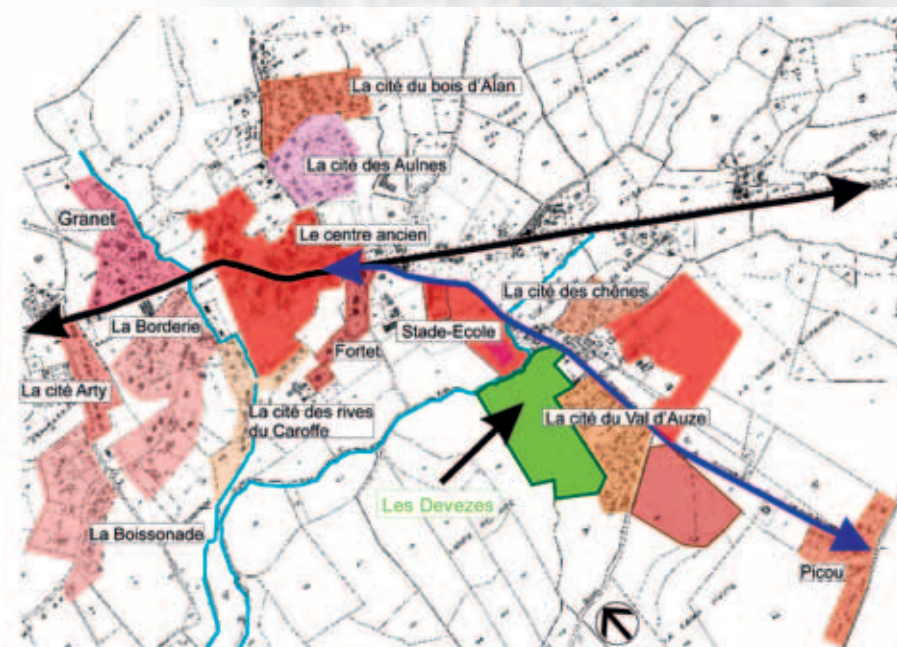 La cité du bois d'Alan
La cité des Aulnes
Granet
Le centre ancien
La cité des chênes
La Borderie
Stade-Ecole
Fortet
La cité Arty
La cité des rives
du Caroffe
La cité du Val d'Auze
Les Devezes
La Boissonade
Picou